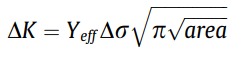 ΔK = Y_eff Δσ√(π√area)